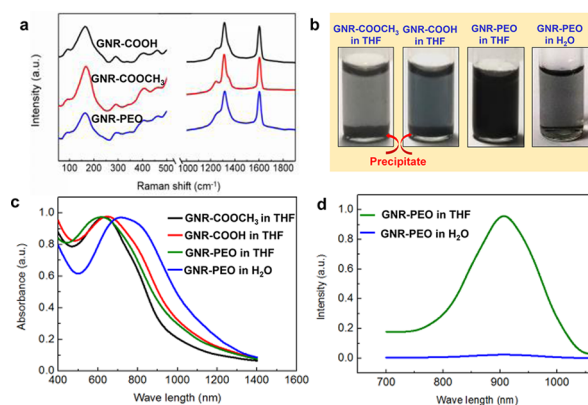 a
GNR-COOH
GNR-COOCH3
GNR-PEO
Intensity (a.u.)
100 200 300 400 500 1000 1200 1400 1600 1800
Raman shift (cm-1)
b
GNR-COOCH3 GNR-COOH GNR-PEO GNR-PEO
in THF in THF in THF in H2O
Precipitate
c
GNR-COOCH3 in THF
GNR-COOH in THF
GNR-PEO in THF
GNR-PEO in H2O
Absorbance (a.u.)
1.0
0.8
0.6
0.4
0.2
0.0
400 600 800 1000 1200 1400 1600
Wave length (nm)
d
GNR-PEO in THF
GNR-PEO in H2O
Intensity (a.u.)
1.0
0.8
0.6
0.4
0.2
0.0
700 800 900 1000
Wave length (nm)